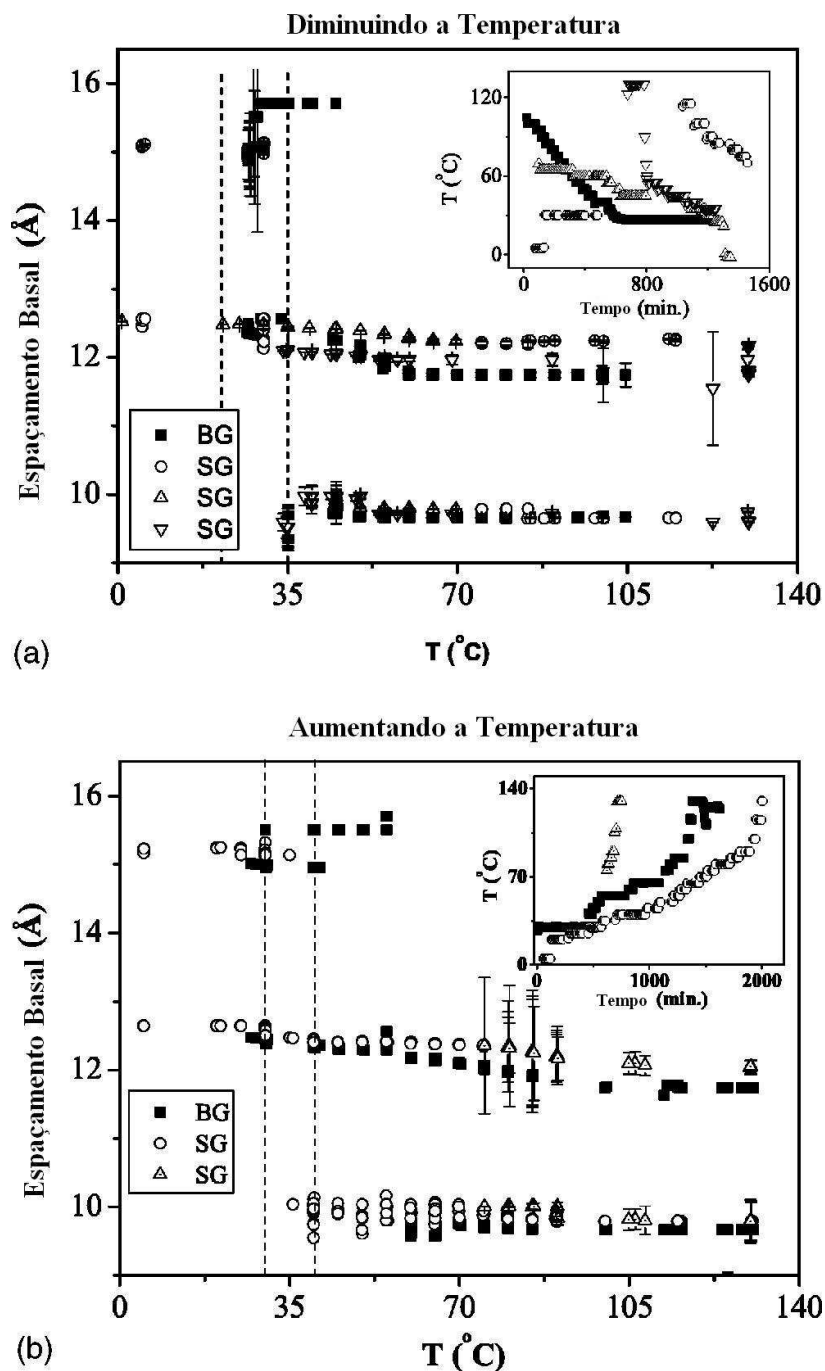 Diminuindo a Temperatura
16
14
12
10
Espaçamento Basal (Å)
120
60
0
T (°C)
0
800
1600
Tempo (min.)
BG
SG
SG
SG
0
35
70
105
140
T (°C)
(a)
Aumentando a Temperatura
16
14
12
10
Espaçamento Basal (Å)
140
70
0
T (°C)
0
1000
2000
Tempo (min.)
BG
SG
SG
0
35
70
105
140
T (°C)
(b)